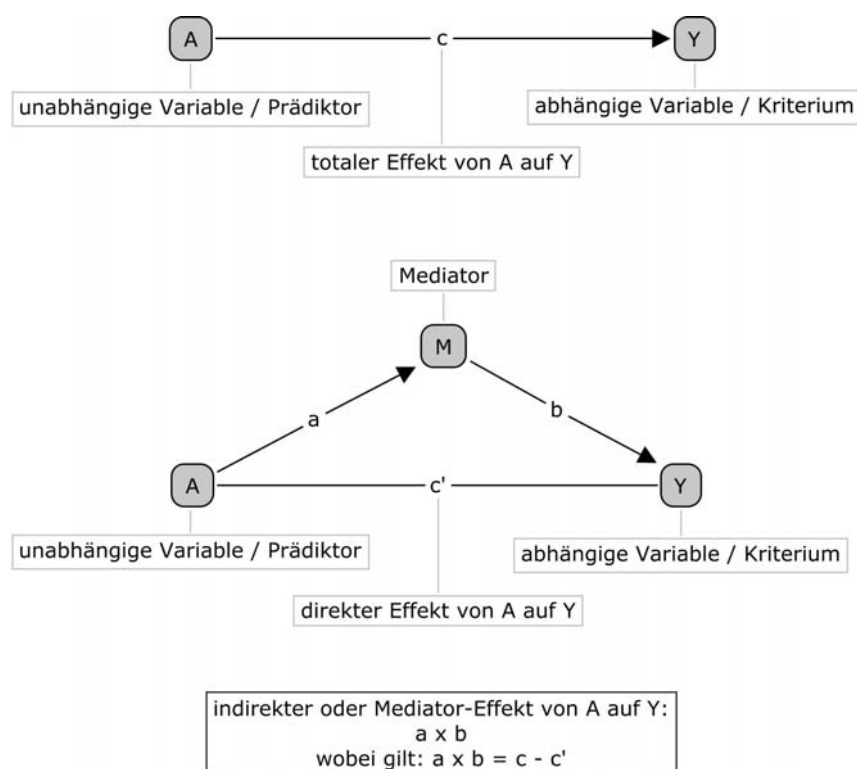 A
c
Y
unabhängige Variable / Prädiktor
abhängige Variable / Kriterium
totaler Effekt von A auf Y
Mediator
M
a
b
A
c'
Y
unabhängige Variable / Prädiktor
abhängige Variable / Kriterium
direkter Effekt von A auf Y
indirekter oder Mediator-Effekt von A auf Y:
a x b
wobei gilt: a x b = c - c'